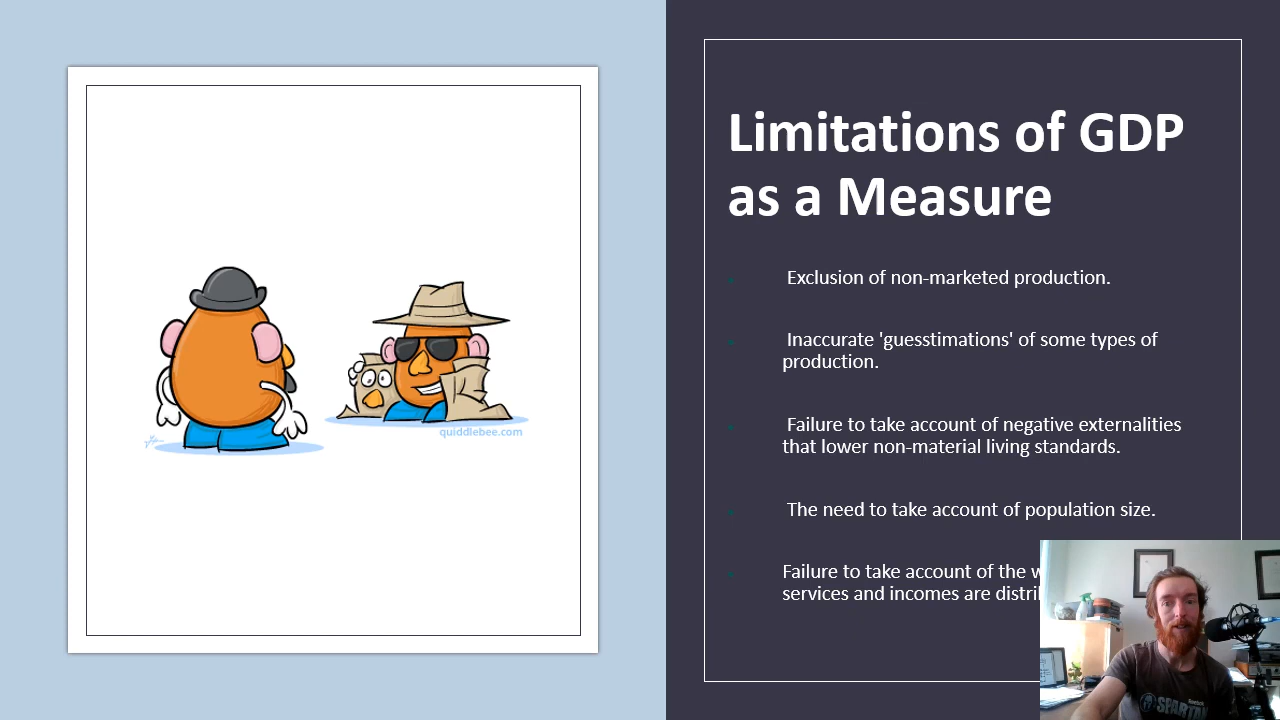 Limitations of GDP
as a Measure
Exclusion of non-marketed production.
Inaccurate 'guesstimations' of some types of
production.
Failure to take account of negative externalities
that lower non-material living standards.
The need to take account of population size.
Failure to take account of the
services and incomes are
quiddlebee.com
SPARTAN